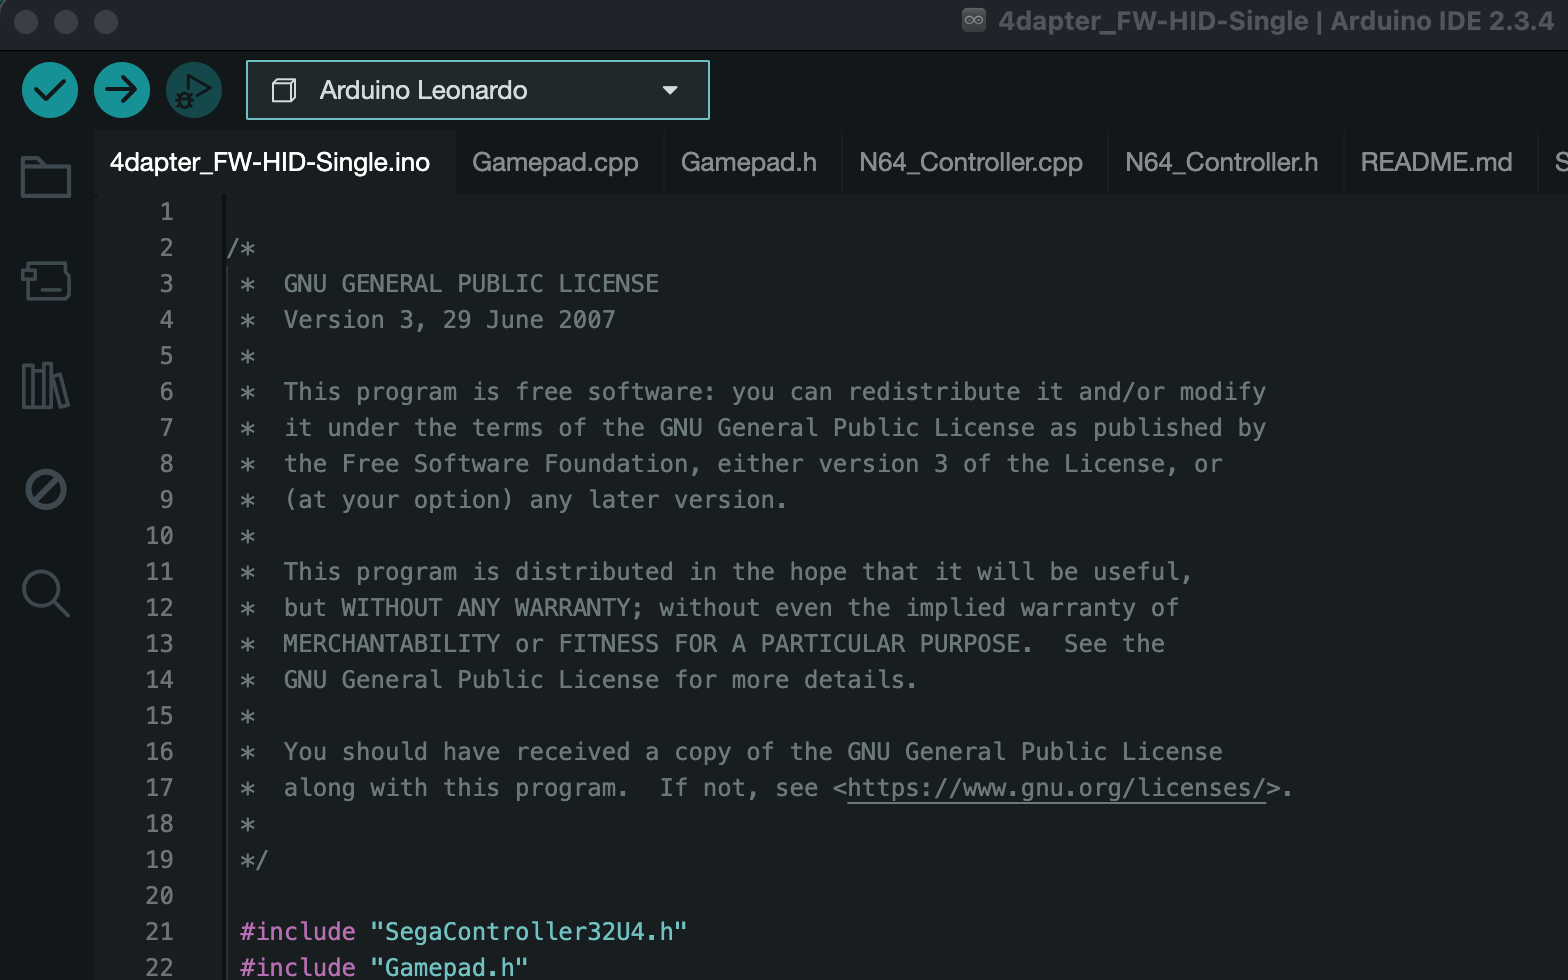 4dapter_FW-HID-Single | Arduino IDE 2.3.4
Arduino Leonardo
4dapter_FW-HID-Single.ino Gamepad.cpp Gamepad.h N64_Controller.cpp N64_Controller.h README.md S
1
2 /*
3 * GNU GENERAL PUBLIC LICENSE
4 * Version 3, 29 June 2007
5 *
6 * This program is free software: you can redistribute it and/or modify
7 * it under the terms of the GNU General Public License as published by
8 * the Free Software Foundation, either version 3 of the License, or
9 * (at your option) any later version.
10 *
11 * This program is distributed in the hope that it will be useful,
12 * but WITHOUT ANY WARRANTY; without even the implied warranty of
13 * MERCHANTABILITY or FITNESS FOR A PARTICULAR PURPOSE.  See the
14 * GNU General Public License for more details.
15 *
16 * You should have received a copy of the GNU General Public License
17 * along with this program.  If not, see <https://www.gnu.org/licenses/>.
18 *
19 */
20
21 #include "SegaController32U4.h"
22 #include "Gamepad.h"